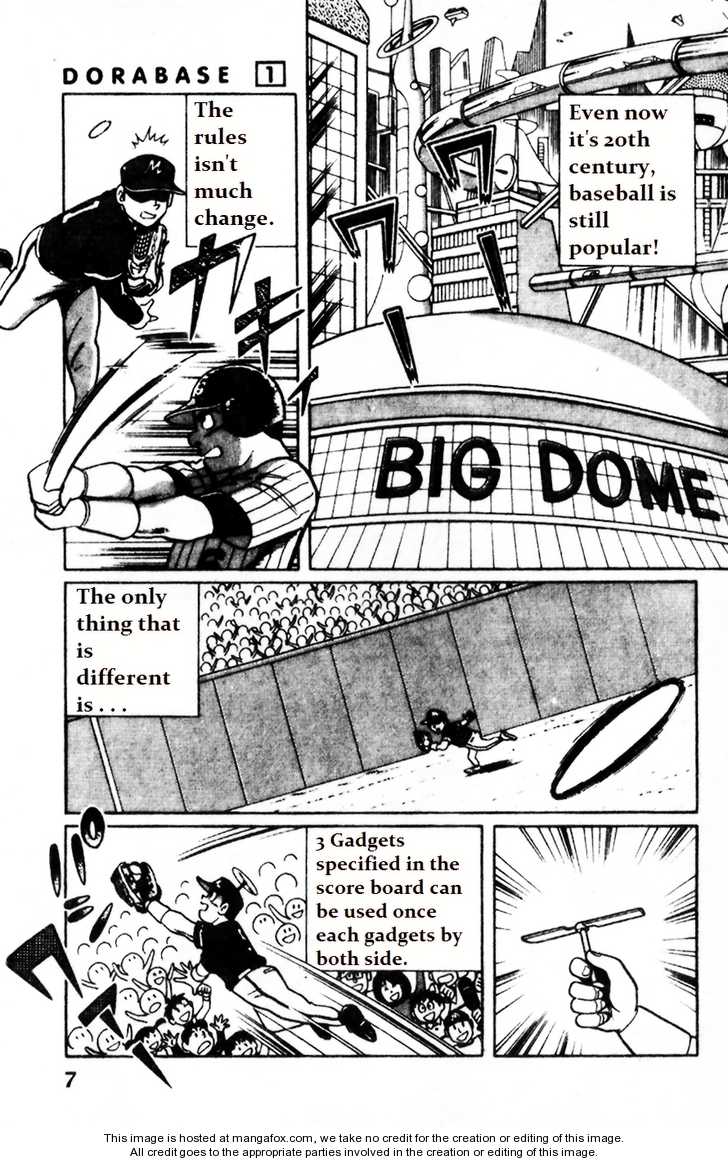 DORABASE 1
Even now
it's 20th
century,
baseball is
still
popular!
ワワ
BIG DOME
The
rules
isn't
much
change.
M
The only
thing that
is
different
is . . .
3 Gadgets
specified in the
score board can
be used once
each gadgets by
both side.
7
This image is hosted at mangafox.com, we take no credit for the creation or editing of this image.
All credit goes to the appropriate parties involved in the creation or editing of this image.